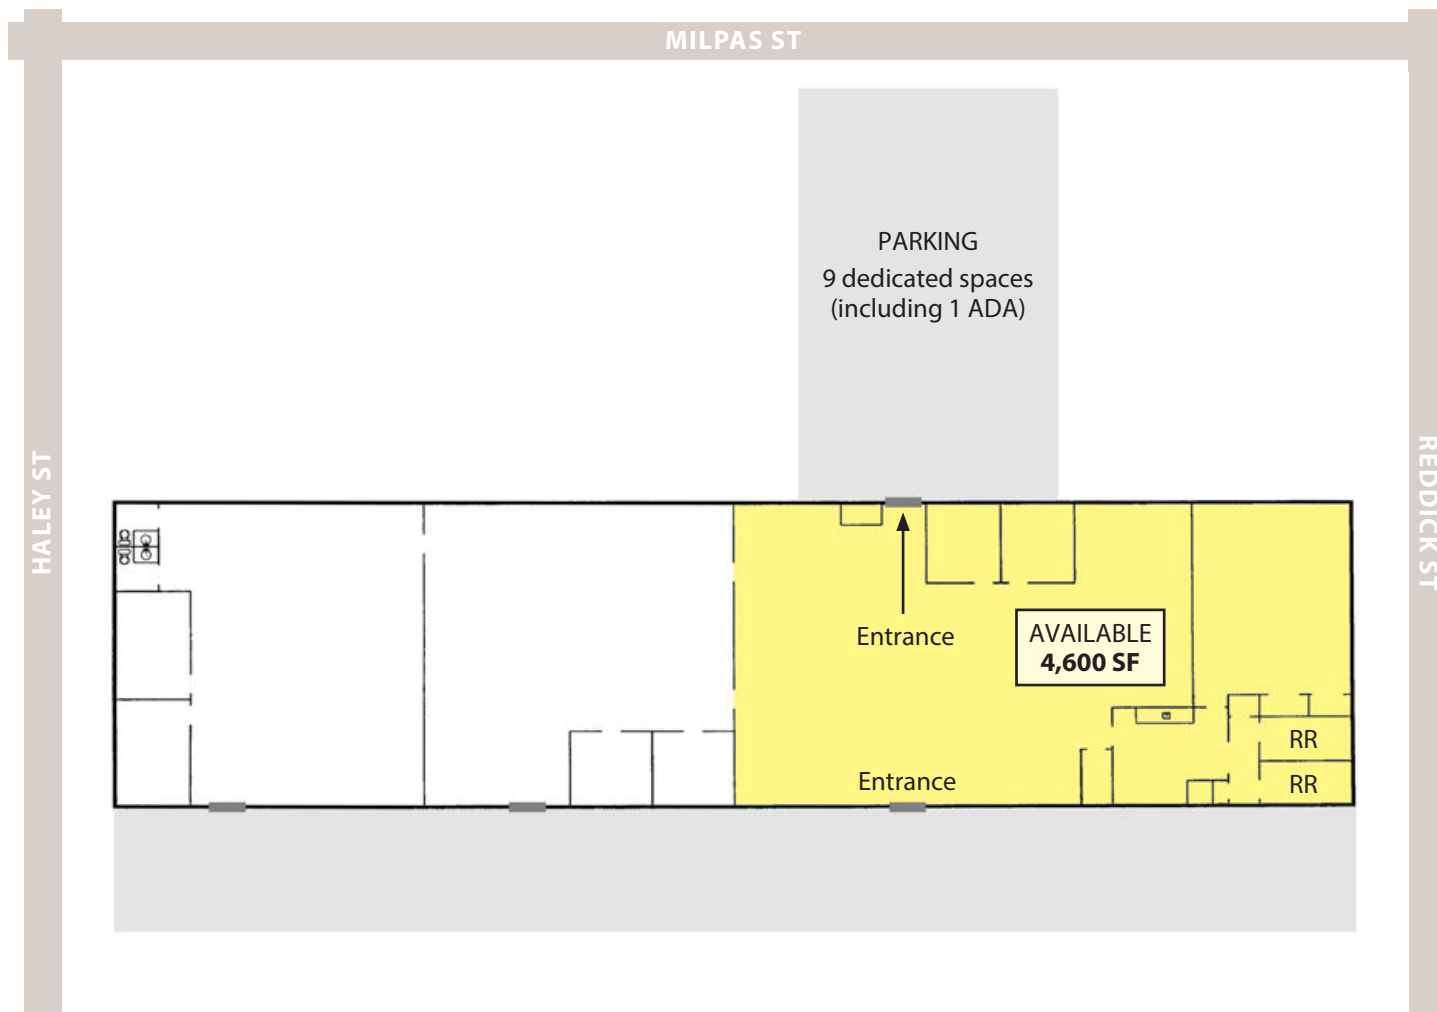 MILPAS ST
PARKING
9 dedicated spaces
(including 1 ADA)
HALEY ST
REDDICK ST
Entrance
AVAILABLE
4,600 SF
RR
Entrance
RR